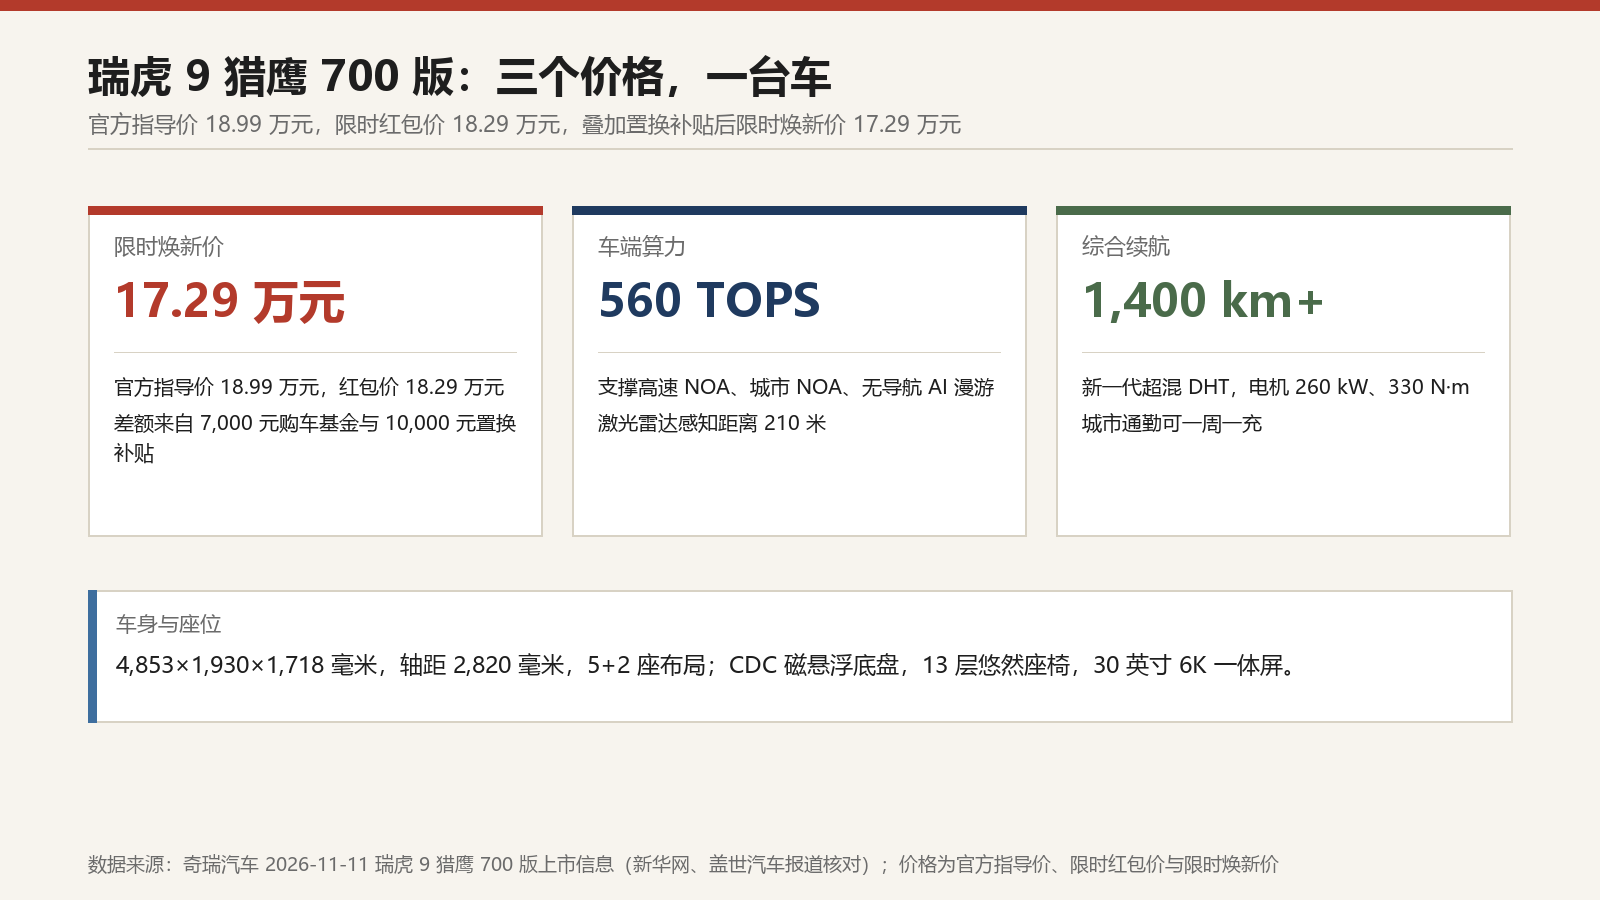 瑞虎 9 猎鹰 700 版：三个价格，一台车
官方指导价 18.99 万元，限时红包价 18.29 万元，叠加置换补贴后限时焕新价 17.29 万元
限时焕新价
17.29 万元
官方指导价 18.99 万元，红包价 18.29 万元
差额来自 7,000 元购车基金与 10,000 元置换
补贴
车端算力
560 TOPS
支撑高速 NOA、城市 NOA、无导航 AI 漫游
激光雷达感知距离 210 米
综合续航
1,400 km+
新一代超混 DHT，电机 260 kW、330 N·m
城市通勤可一周一充
车身与座位
4,853×1,930×1,718 毫米，轴距 2,820 毫米，5+2 座布局；CDC 磁悬浮底盘，13 层悠然座椅，30 英寸 6K 一体屏。
数据来源：奇瑞汽车 2026-11-11 瑞虎 9 猎鹰 700 版上市信息（新华网、盖世汽车报道核对）；价格为官方指导价、限时红包价与限时焕新价